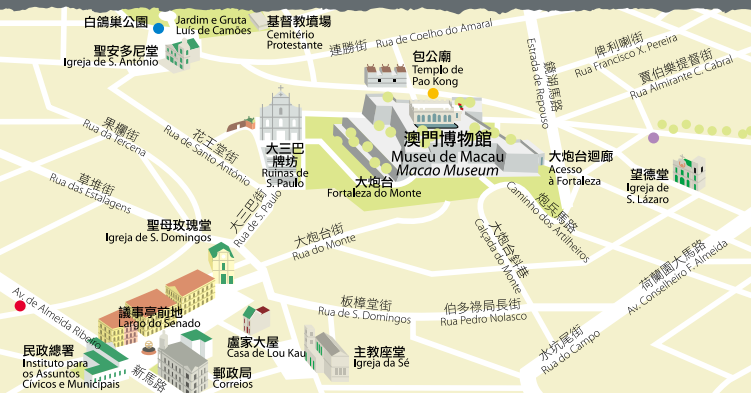 白鴿巢公園
Jardim e Gruta
Luís de Camões
基督教墳場
Cemitério
Protestante
聖安多尼堂
Igreja de S. António
連勝街 Rua de Coelho do Amaral
包公廟
Templo de
Pao Kong
鏡湖馬路
Estrada de Repouso
俾利喇街
Rua Francisco X. Pereira
賈伯樂提督街
Rua Almirante C. Cabral
果欄街
Rua da Tercena
花王堂街
Rua de Santo António
大三巴
牌坊
Ruinas de
S. Paulo
澳門博物館
Museu de Macau
Macao Museum
大炮台
Fortaleza do Monte
大炮台迴廊
Acesso
à Fortaleza
望德堂
Igreja de
S. Lázaro
草堆街
Rua das Estalagens
大三巴街
Rua de S. Paulo
聖母玫瑰堂
Igreja de S. Domingos
大炮台街
Rua do Monte
大炮台斜巷
Calçada do Monte
炮兵馬路
Caminho dos Artilheiros
荷蘭園大馬路
Av. Conselheiro F. Almeida
Av. de Almeida Ribeiro
議事亭前地
Largo do Senado
板樟堂街
Rua de S. Domingos
伯多祿局長街
Rua Pedro Nolasco
水坑尾街
Rua do Campo
民政總署
Instituto para
os Assuntos
Cívicos e Municipais
新馬路
郵政局
Correios
盧家大屋
Casa de Lou Kau
主教座堂
Igreja da Sé